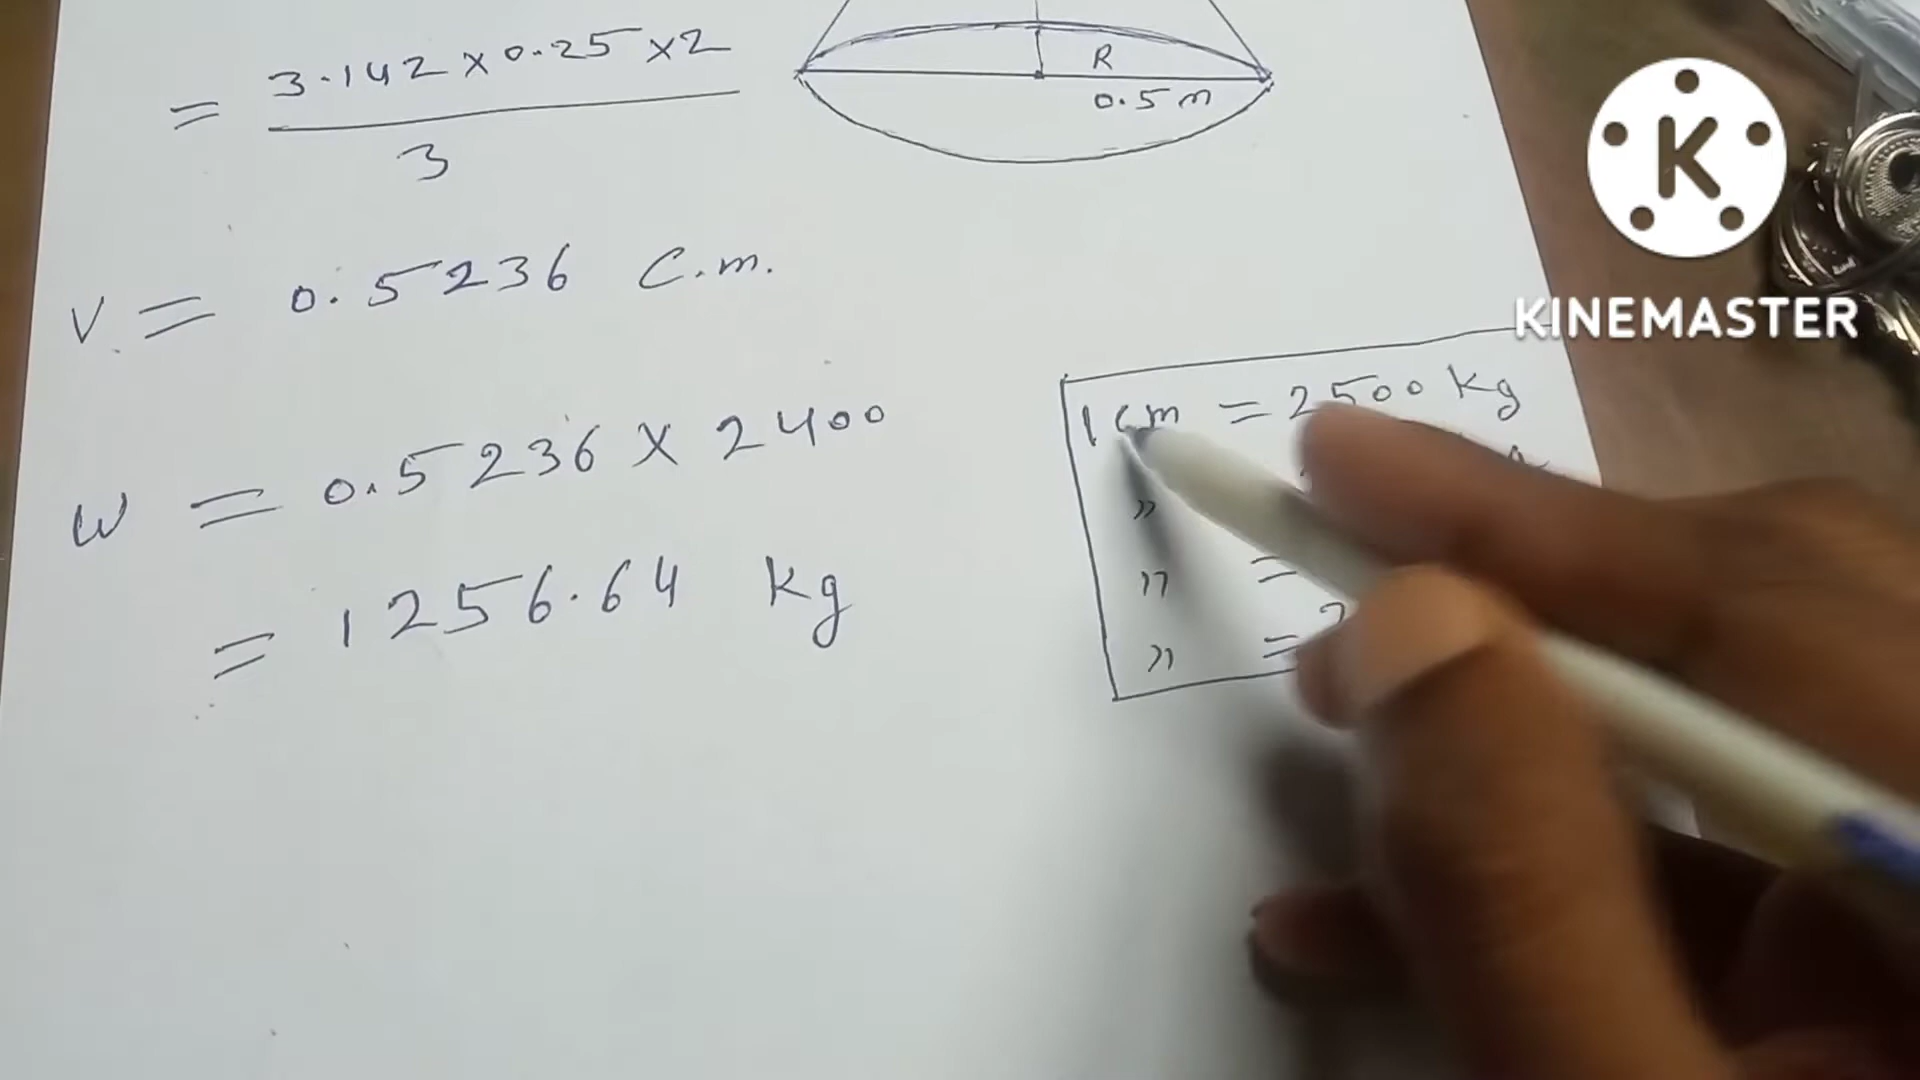 = 3.142 x 0.25 x 2
3
R
0.5 m
V = 0.5236 C.m.
W = 0.5236 x 2400
= 1256.64 kg
1 cm = 2500 kg
"
" =
" = 2
K
KINEMASTER